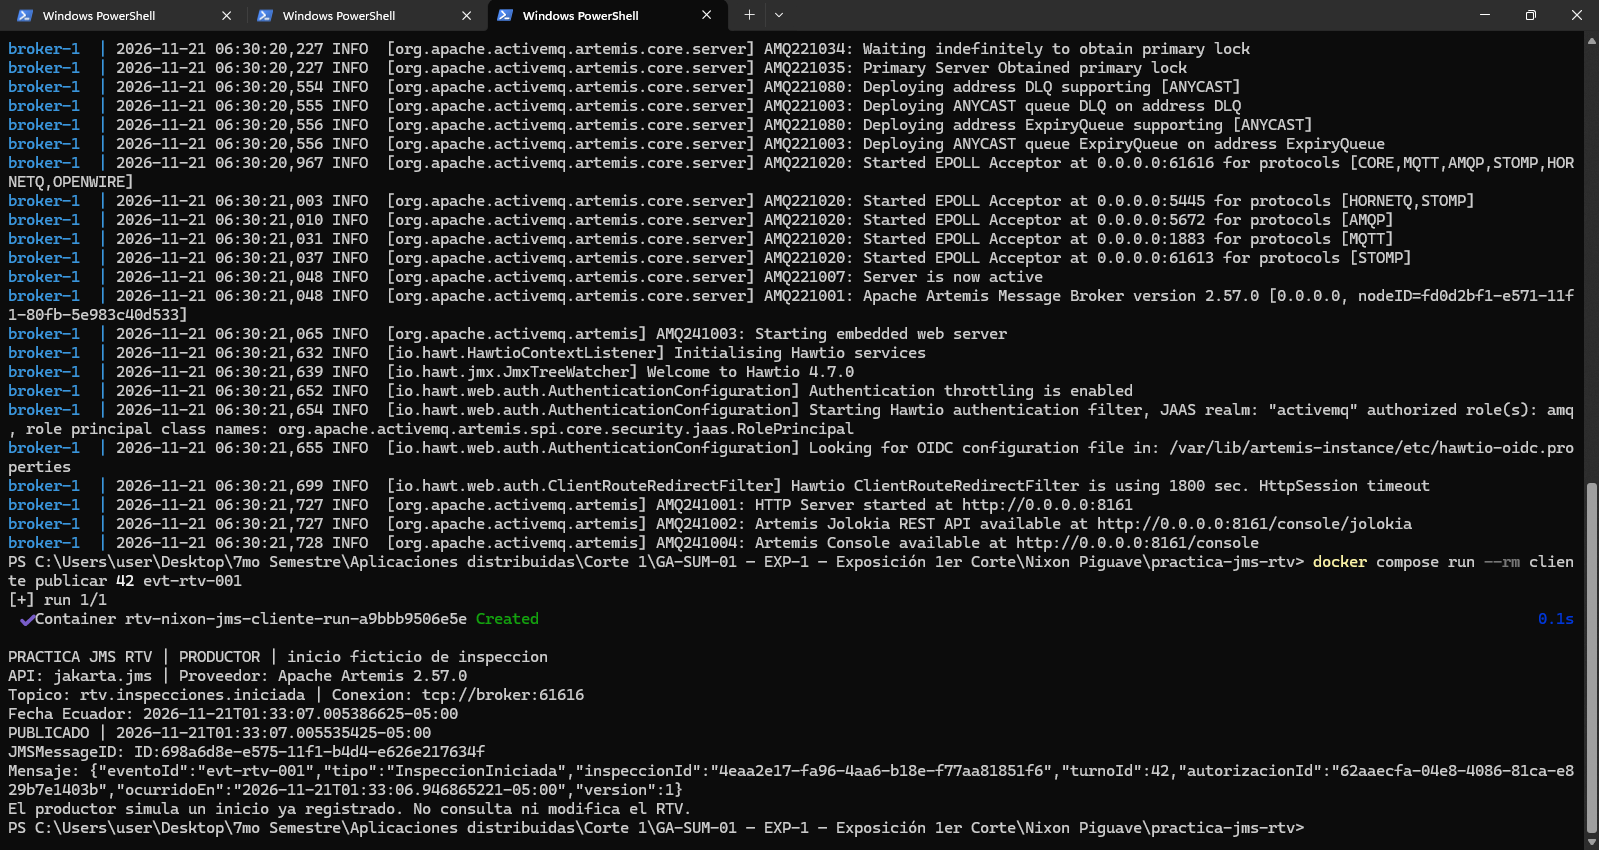 Windows PowerShell
Windows PowerShell
Windows PowerShell
broker-1  | 2026-11-21 06:30:20,227 INFO  [org.apache.activemq.artemis.core.server] AMQ221034: Waiting indefinitely to obtain primary lock
broker-1  | 2026-11-21 06:30:20,227 INFO  [org.apache.activemq.artemis.core.server] AMQ221035: Primary Server Obtained primary lock
broker-1  | 2026-11-21 06:30:20,554 INFO  [org.apache.activemq.artemis.core.server] AMQ221080: Deploying address DLQ supporting [ANYCAST]
broker-1  | 2026-11-21 06:30:20,555 INFO  [org.apache.activemq.artemis.core.server] AMQ221003: Deploying ANYCAST queue DLQ on address DLQ
broker-1  | 2026-11-21 06:30:20,556 INFO  [org.apache.activemq.artemis.core.server] AMQ221080: Deploying address ExpiryQueue supporting [ANYCAST]
broker-1  | 2026-11-21 06:30:20,556 INFO  [org.apache.activemq.artemis.core.server] AMQ221003: Deploying ANYCAST queue ExpiryQueue on address ExpiryQueue
broker-1  | 2026-11-21 06:30:20,967 INFO  [org.apache.activemq.artemis.core.server] AMQ221020: Started EPOLL Acceptor at 0.0.0.0:61616 for protocols [CORE,MQTT,AMQP,STOMP,HOR
NETQ,OPENWIRE]
broker-1  | 2026-11-21 06:30:21,003 INFO  [org.apache.activemq.artemis.core.server] AMQ221020: Started EPOLL Acceptor at 0.0.0.0:5445 for protocols [HORNETQ,STOMP]
broker-1  | 2026-11-21 06:30:21,010 INFO  [org.apache.activemq.artemis.core.server] AMQ221020: Started EPOLL Acceptor at 0.0.0.0:5672 for protocols [AMQP]
broker-1  | 2026-11-21 06:30:21,031 INFO  [org.apache.activemq.artemis.core.server] AMQ221020: Started EPOLL Acceptor at 0.0.0.0:1883 for protocols [MQTT]
broker-1  | 2026-11-21 06:30:21,037 INFO  [org.apache.activemq.artemis.core.server] AMQ221020: Started EPOLL Acceptor at 0.0.0.0:61613 for protocols [STOMP]
broker-1  | 2026-11-21 06:30:21,048 INFO  [org.apache.activemq.artemis.core.server] AMQ221007: Server is now active
broker-1  | 2026-11-21 06:30:21,048 INFO  [org.apache.activemq.artemis.core.server] AMQ221001: Apache Artemis Message Broker version 2.57.0 [0.0.0.0, nodeID=fd0d2bf1-e571-11f
1-80fb-5e983c40d533]
broker-1  | 2026-11-21 06:30:21,065 INFO  [org.apache.activemq.artemis] AMQ241003: Starting embedded web server
broker-1  | 2026-11-21 06:30:21,632 INFO  [io.hawt.HawtioContextListener] Initialising Hawtio services
broker-1  | 2026-11-21 06:30:21,639 INFO  [io.hawt.jmx.JmxTreeWatcher] Welcome to Hawtio 4.7.0
broker-1  | 2026-11-21 06:30:21,652 INFO  [io.hawt.web.auth.AuthenticationConfiguration] Authentication throttling is enabled
broker-1  | 2026-11-21 06:30:21,654 INFO  [io.hawt.web.auth.AuthenticationConfiguration] Starting Hawtio authentication filter, JAAS realm: "activemq" authorized role(s): amq
, role principal class names: org.apache.activemq.artemis.spi.core.security.jaas.RolePrincipal
broker-1  | 2026-11-21 06:30:21,655 INFO  [io.hawt.web.auth.AuthenticationConfiguration] Looking for OIDC configuration file in: /var/lib/artemis-instance/etc/hawtio-oidc.pro
perties
broker-1  | 2026-11-21 06:30:21,699 INFO  [io.hawt.web.auth.ClientRouteRedirectFilter] Hawtio ClientRouteRedirectFilter is using 1800 sec. HttpSession timeout
broker-1  | 2026-11-21 06:30:21,727 INFO  [org.apache.activemq.artemis] AMQ241001: HTTP Server started at http://0.0.0.0:8161
broker-1  | 2026-11-21 06:30:21,727 INFO  [org.apache.activemq.artemis] AMQ241002: Artemis Jolokia REST API available at http://0.0.0.0:8161/console/jolokia
broker-1  | 2026-11-21 06:30:21,728 INFO  [org.apache.activemq.artemis] AMQ241004: Artemis Console available at http://0.0.0.0:8161/console
PS C:\Users\user\Desktop\7mo Semestre\Aplicaciones distribuidas\Corte 1\GA-SUM-01 - EXP-1 - Exposición 1er Corte\Nixon Piguave\practica-jms-rtv> docker compose run --rm clien
te publicar 42 evt-rtv-001
[+] run 1/1
✔Container rtv-nixon-jms-cliente-run-a9bbb9506e5e Created 0.1s
PRACTICA JMS RTV | PRODUCTOR | inicio ficticio de inspeccion
API: jakarta.jms | Proveedor: Apache Artemis 2.57.0
Topico: rtv.inspecciones.iniciada | Conexion: tcp://broker:61616
Fecha Ecuador: 2026-11-21T01:33:07.005386625-05:00
PUBLICADO | 2026-11-21T01:33:07.005535425-05:00
JMSMessageID: ID:698a6d8e-e575-11f1-b4d4-e626e217634f
Mensaje: {"eventoId":"evt-rtv-001","tipo":"InspeccionIniciada","inspeccionId":"4eaa2e17-fa96-4aa6-b18e-f77aa81851f6","turnoId":42,"autorizacionId":"62aaecfa-04e8-4086-81ca-e8
29b7e1403b","ocurridoEn":"2026-11-21T01:33:06.946865221-05:00","version":1}
El productor simula un inicio ya registrado. No consulta ni modifica el RTV.
PS C:\Users\user\Desktop\7mo Semestre\Aplicaciones distribuidas\Corte 1\GA-SUM-01 - EXP-1 - Exposición 1er Corte\Nixon Piguave\practica-jms-rtv>